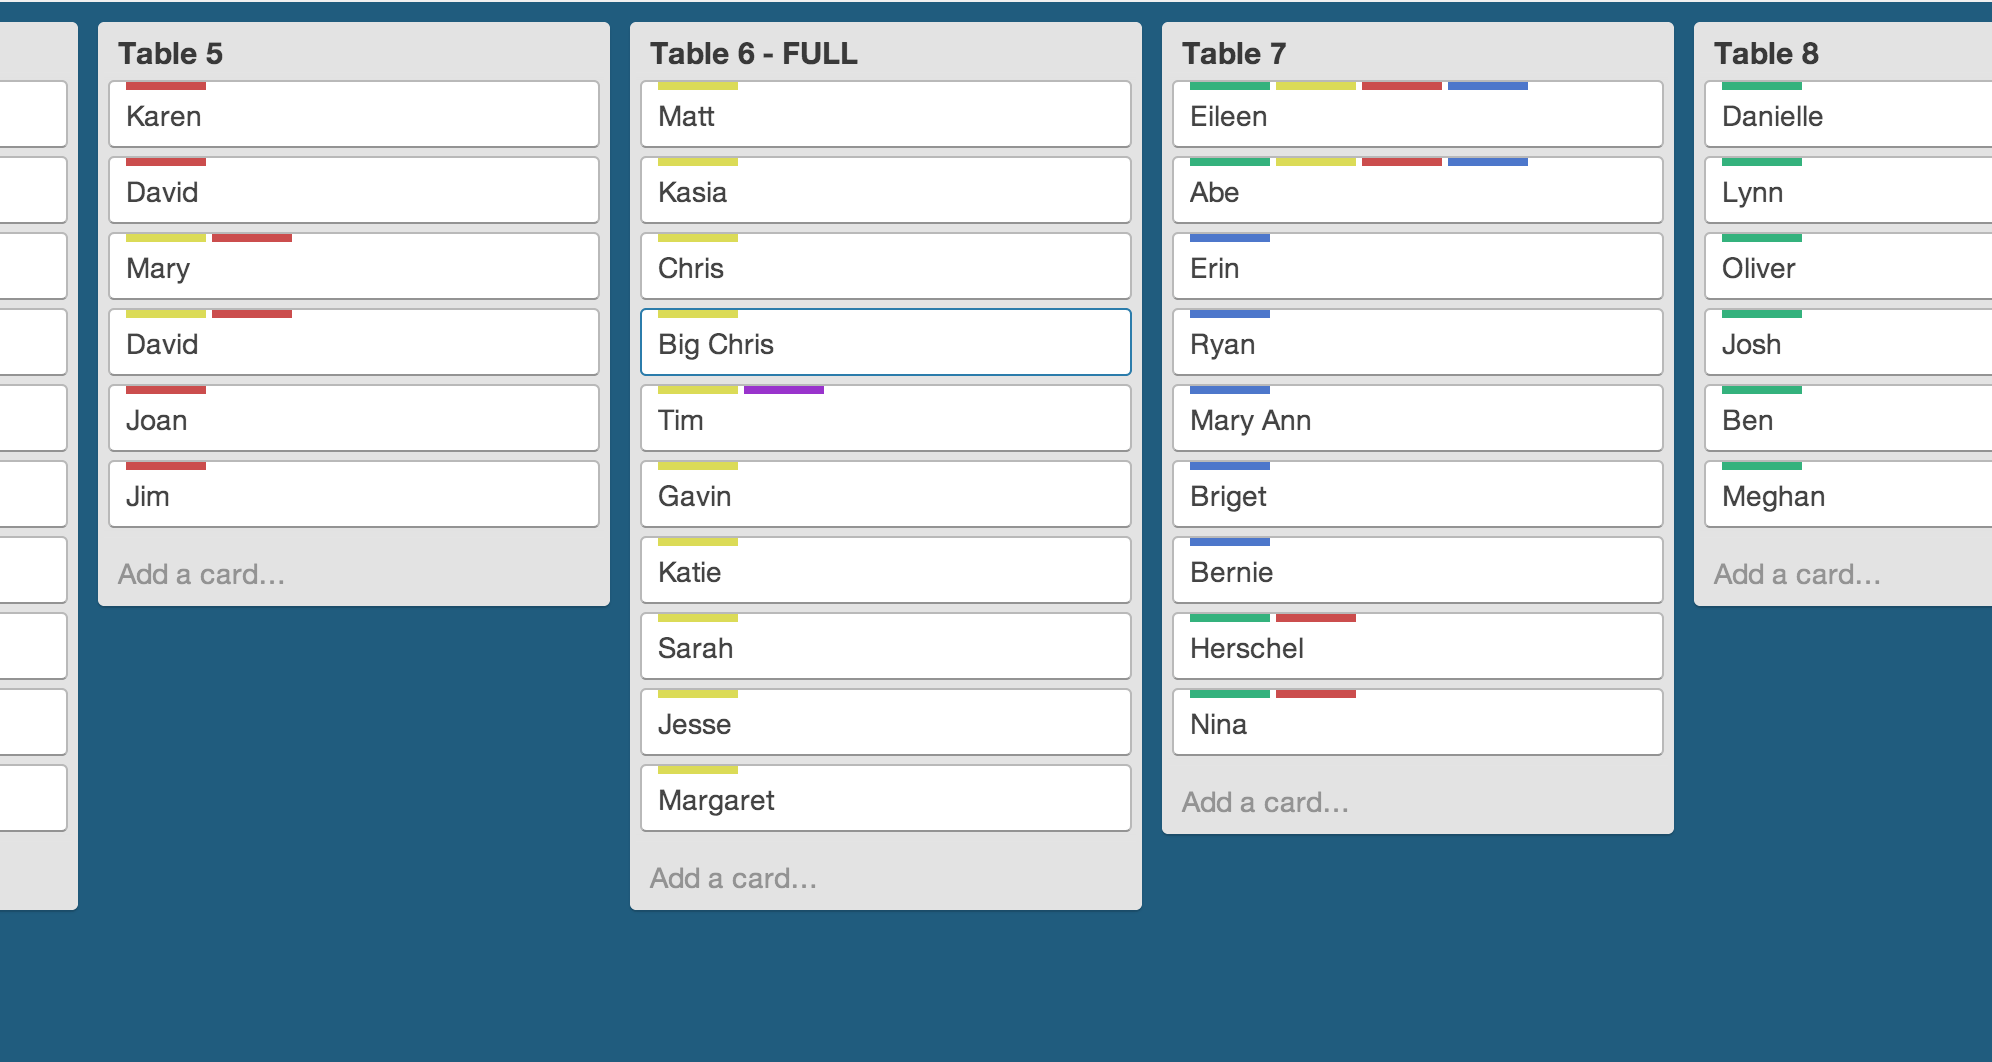 Table 5
Karen
David
Mary
David
Joan
Jim
Add a card...
Table 6 - FULL
Matt
Kasia
Chris
Big Chris
Tim
Gavin
Katie
Sarah
Jesse
Margaret
Add a card...
Table 7
Eileen
Abe
Erin
Ryan
Mary Ann
Briget
Bernie
Herschel
Nina
Add a card...
Table 8
Danielle
Lynn
Oliver
Josh
Ben
Meghan
Add a card...